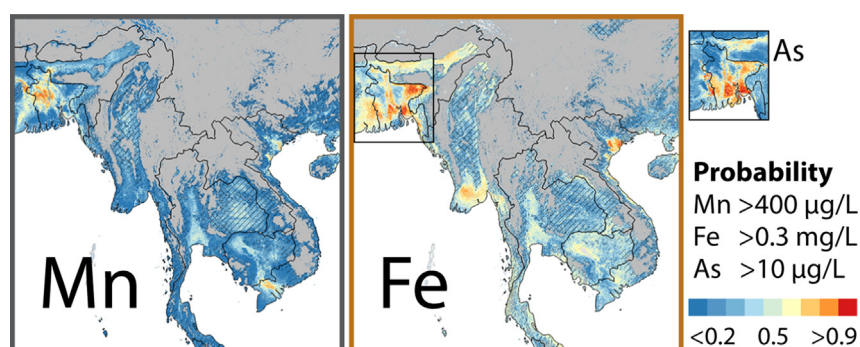 Mn
Fe
As
Probability
Mn >400 µg/L
Fe >0.3 mg/L
As >10 µg/L
<0.2 0.5 >0.9